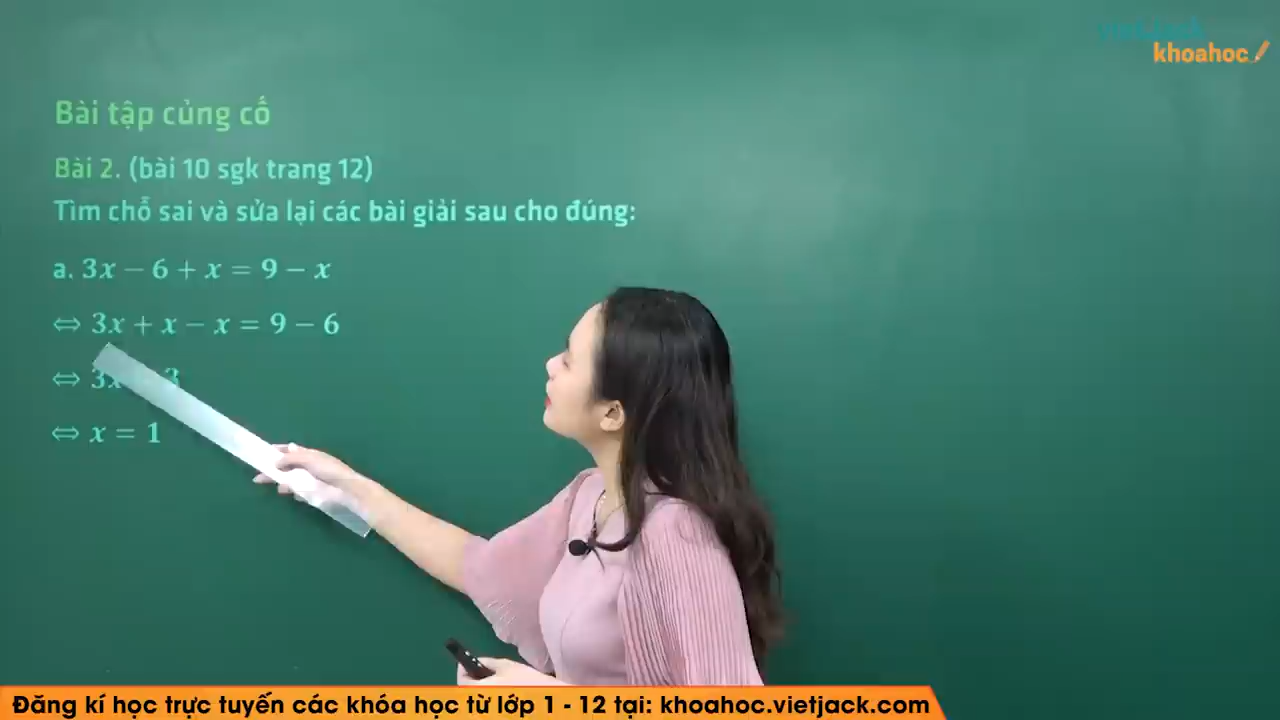 vietJack
khoahoc
Bài tập củng cố
Bài 2. (bài 10 sgk trang 12)
Tìm chỗ sai và sửa lại các bài giải sau cho đúng:
a. 3x − 6 + x = 9 − x
⇔ 3x + x − x = 9 − 6
⇔ 3x 3
⇔ x = 1
Đăng kí học trực tuyến các khóa học từ lớp 1 - 12 tại: khoahoc.vietjack.com